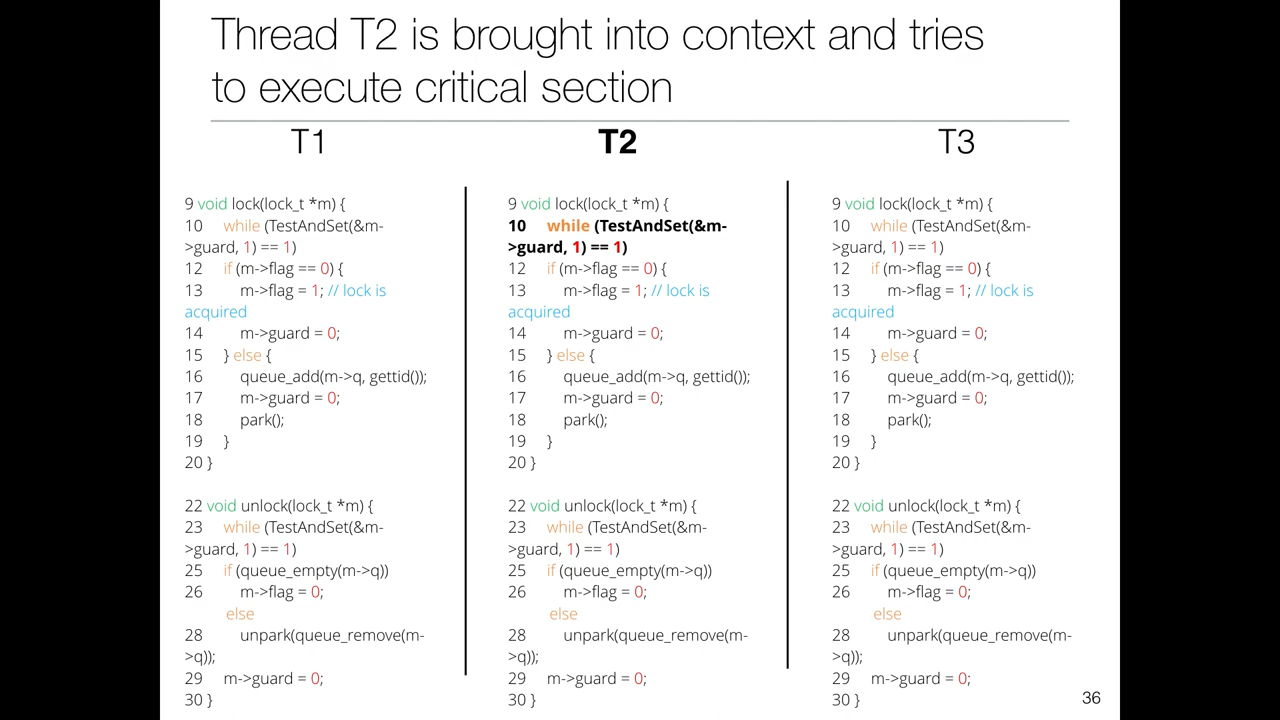 Thread T2 is brought into context and tries
to execute critical section
T1
9 void lock(lock_t *m) {
10 while (TestAndSet(&m-
>guard, 1) == 1)
12 if (m->flag == 0) {
13 m->flag = 1; // lock is
acquired
14 m->guard = 0;
15 } else {
16 queue_add(m->q, gettid());
17 m->guard = 0;
18 park();
19 }
20 }
22 void unlock(lock_t *m) {
23 while (TestAndSet(&m-
>guard, 1) == 1)
25 if (queue_empty(m->q))
26 m->flag = 0;
else
28 unpark(queue_remove(m-
>q));
29 m->guard = 0;
30 }
T2
9 void lock(lock_t *m) {
10 while (TestAndSet(&m-
>guard, 1) == 1)
12 if (m->flag == 0) {
13 m->flag = 1; // lock is
acquired
14 m->guard = 0;
15 } else {
16 queue_add(m->q, gettid());
17 m->guard = 0;
18 park();
19 }
20 }
22 void unlock(lock_t *m) {
23 while (TestAndSet(&m-
>guard, 1) == 1)
25 if (queue_empty(m->q))
26 m->flag = 0;
else
28 unpark(queue_remove(m-
>q));
29 m->guard = 0;
30 }
T3
9 void lock(lock_t *m) {
10 while (TestAndSet(&m-
>guard, 1) == 1)
12 if (m->flag == 0) {
13 m->flag = 1; // lock is
acquired
14 m->guard = 0;
15 } else {
16 queue_add(m->q, gettid());
17 m->guard = 0;
18 park();
19 }
20 }
22 void unlock(lock_t *m) {
23 while (TestAndSet(&m-
>guard, 1) == 1)
25 if (queue_empty(m->q))
26 m->flag = 0;
else
28 unpark(queue_remove(m-
>q));
29 m->guard = 0;
30 }
36